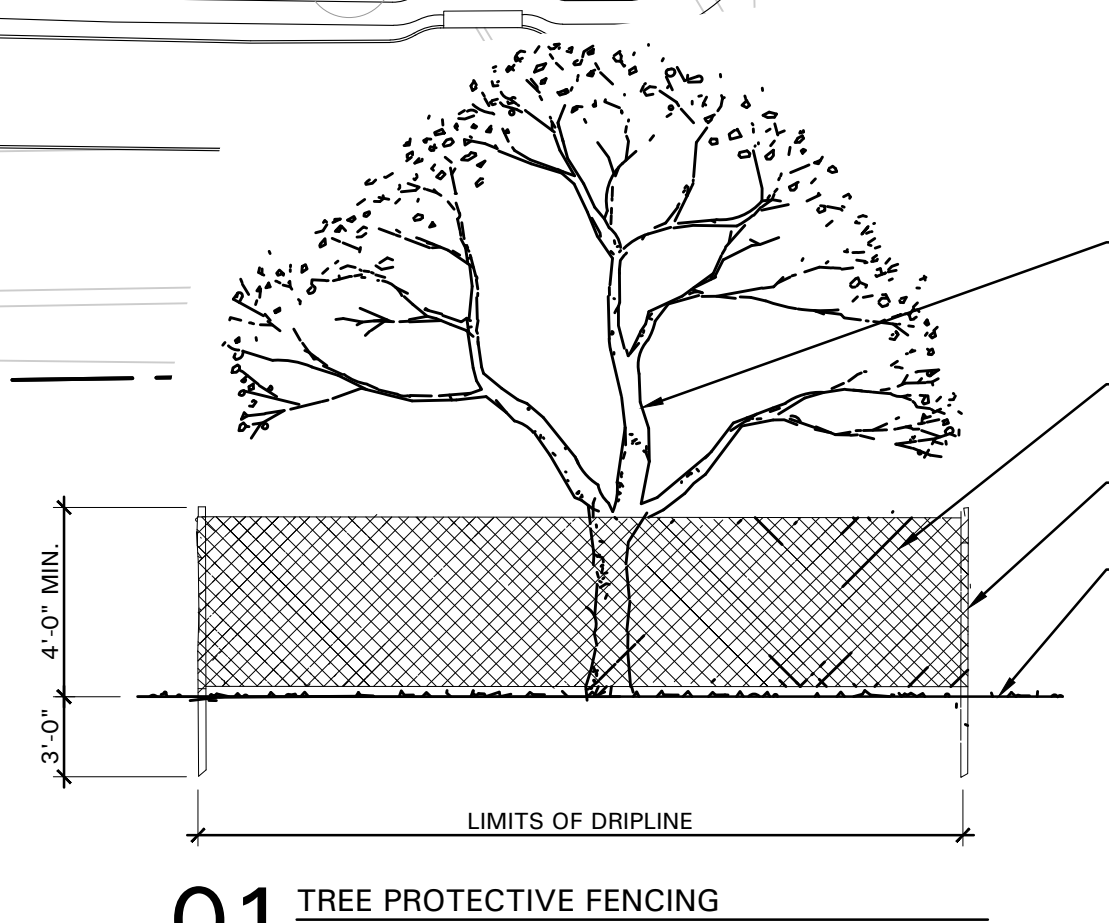 4'-0" MIN.
3'-0"
LIMITS OF DRIPLINE
01 TREE PROTECTIVE FENCING